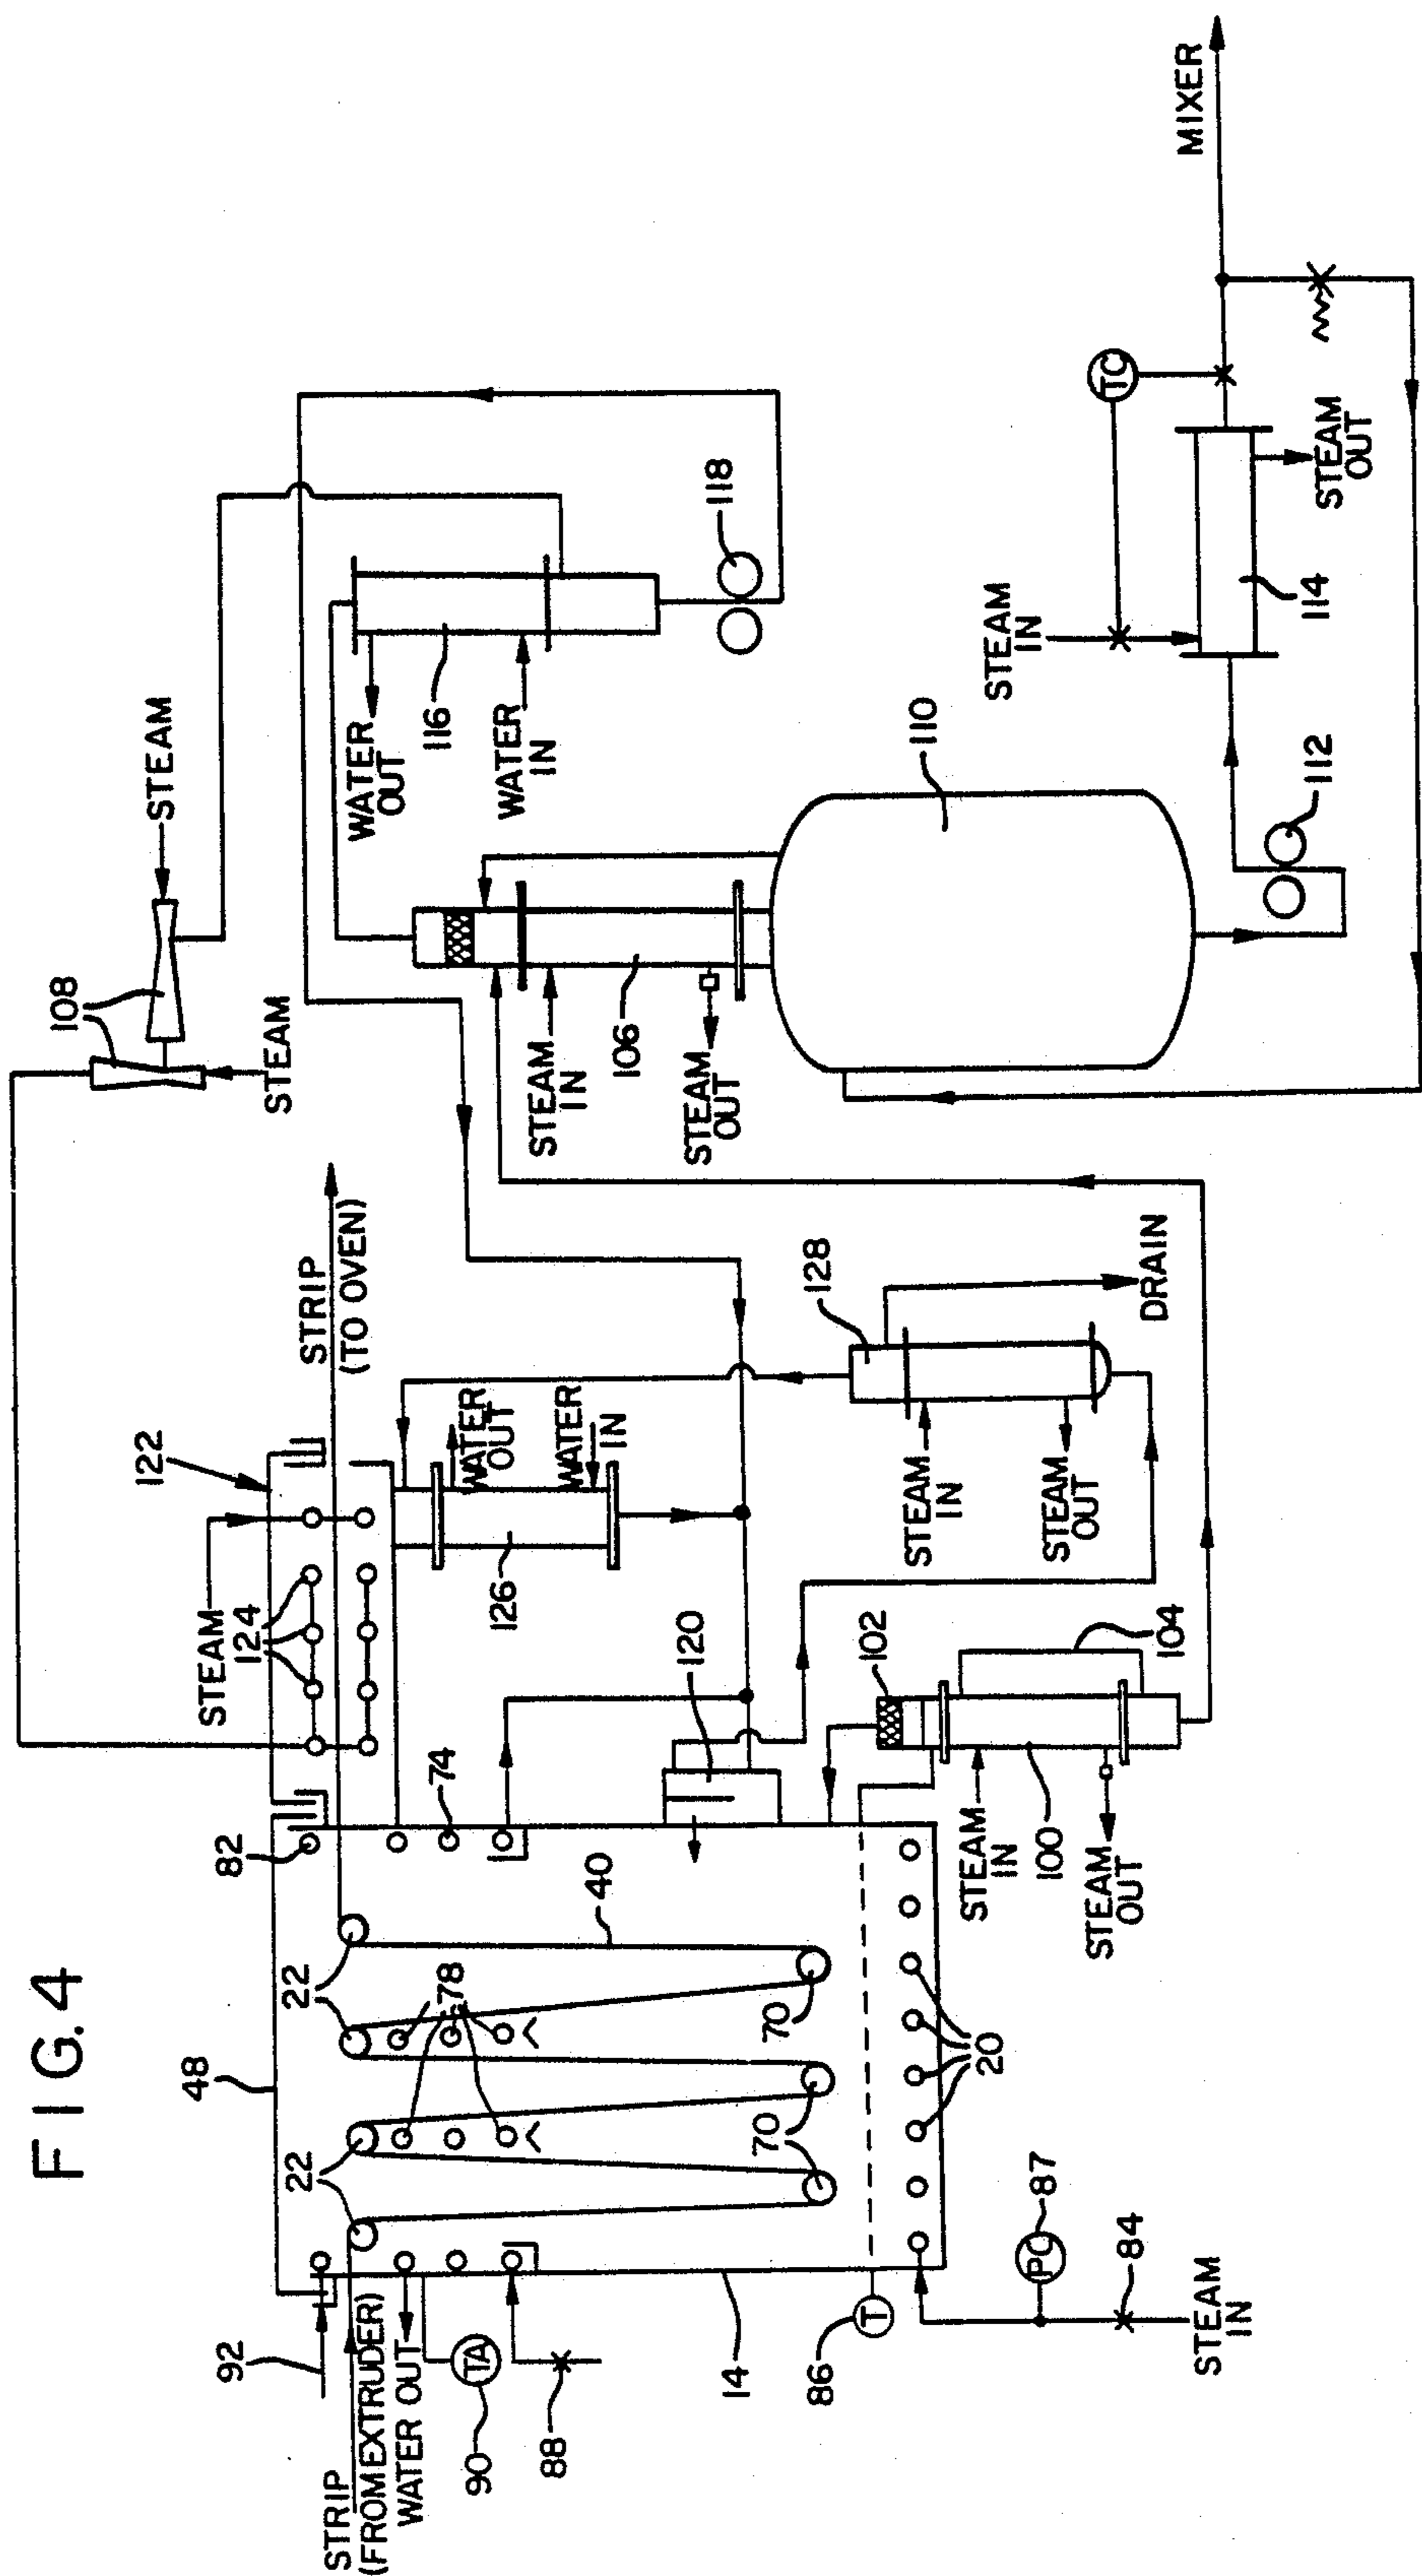 FIG. 4
48
22
22
78
40
70
70
20
82
74
92
STRIP
(FROM EXTRUDER)
WATER OUT
TA
90
88
14
T
86
PC
87
84
STEAM
IN
STEAM
124
122
STRIP
(TO OVEN)
126
WATER
OUT
WATER
IN
120
102
104
100
STEAM
IN
STEAM
OUT
128
STEAM
IN
STEAM
OUT
DRAIN
108
STEAM
STEAM
WATER
OUT
116
WATER
IN
118
STEAM
IN
106
STEAM
OUT
110
112
STEAM
IN
114
STEAM
OUT
TC
MIXER